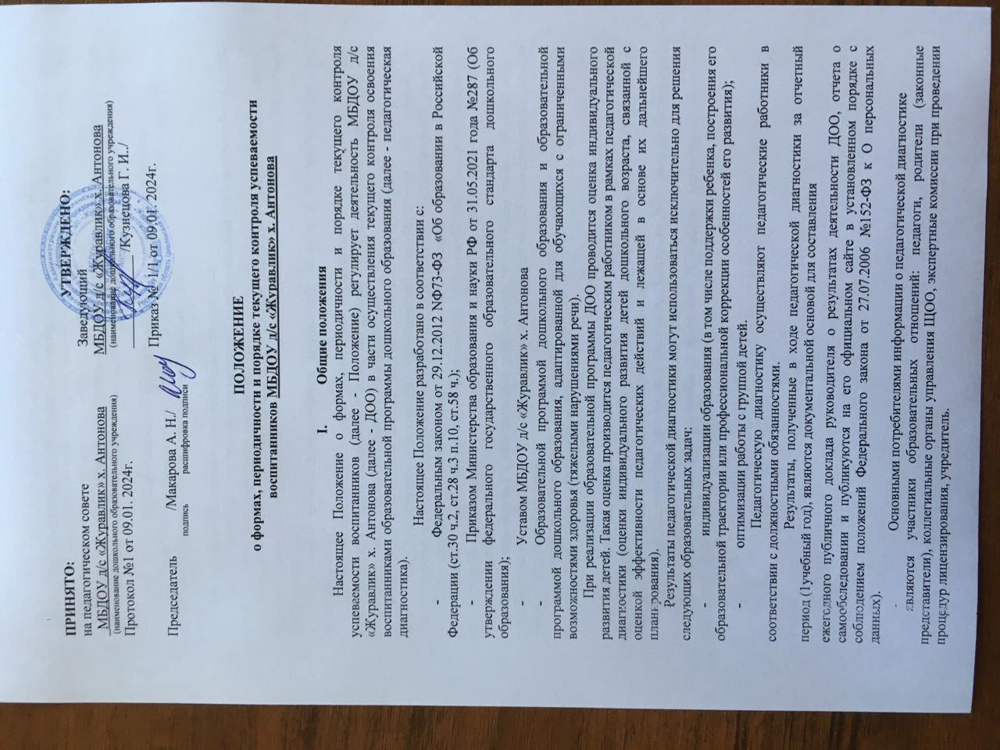 ПРИНЯТО:
на педагогическом совете
МБДОУ д/с «Журавлик» х. Антонова
(наименование дошкольного образовательного учреждения)
Протокол №1 от 09.01. 2024г.
Председатель /Макарова А. Н./
подпись расшифровка подписи
УТВЕРЖДЕНО:
Заведующий
МБДОУ д/с «Журавлик» х. Антонова
(наименование дошкольного образовательного учреждения)
/Кузнецова Г. И../
Приказ № 1/1 от 09.01. 2024г.
ПОЛОЖЕНИЕ
о формах, периодичности и порядке текущего контроля успеваемости
воспитанников МБДОУ д/с «Журавлик» х. Антонова
I. Общие положения
Настоящее Положение о формах, периодичности и порядке текущего контроля
успеваемости воспитанников (далее - Положение) регулирует деятельность МБДОУ д/с
«Журавлик» х. Антонова (далее - ДОО) в части осуществления текущего контроля освоения
воспитанниками образовательной программы дошкольного образования (далее - педагогическая
диагностика).
Настоящее Положение разработано в соответствии с:
- Федеральным законом от 29.12.2012 NФ73-ФЗ «Об образовании в Российской
Федерации (ст.30 ч.2, ст.28 ч.3 п.10, ст.58 ч.);
- Приказом Министерства образования и науки РФ от 31.05.2021 года №287 (Об
утверждении федерального государственного образовательного стандарта дошкольного
образования);
- Уставом МБДОУ д/с «Журавлик» х. Антонова
- Образовательной программой дошкольного образования и образовательной
программой дошкольного образования, адаптированной для обучающихся с ограниченными
возможностями здоровья (тяжелыми нарушениями речи).
При реализации образовательной программы ДОО проводится оценка индивидуального
развития детей. Такая оценка производится педагогическим работником в рамках педагогической
диагностики (оценки индивидуального развития детей дошкольного возраста, связанной с
оценкой эффективности педагогических действий и лежащей в основе их дальнейшего
планирования).
Результаты педагогической диагностики могут использоваться исключительно для решения
следующих образовательных задач:
- индивидуализации образования (в том числе поддержки ребенка, построения его
образовательной траектории или профессиональной коррекции особенностей его развития);
- оптимизации работы с группой детей.
Педагогическую диагностику осуществляют педагогические работники в
соответствии с должностными обязанностями.
Результаты, полученные в ходе педагогической диагностики за отчетный
период (1учебный год), являются документальной основой для составления
ежегодного публичного доклада руководителя о результатах деятельности ДОО, отчета о
самообследовании и публикуются на его официальном сайте в установленном порядке с
соблюдением положений Федерального закона от 27.07.2006 №152-ФЗ к О персональных
данных).
- Основными потребителями информации о педагогической диагностике
являются участники образовательных отношений: педагоги, родители (законные
представители), коллегиальные органы управления ЩОО, экспертные комиссии при проведении
процедур лицензирования, учредитель.